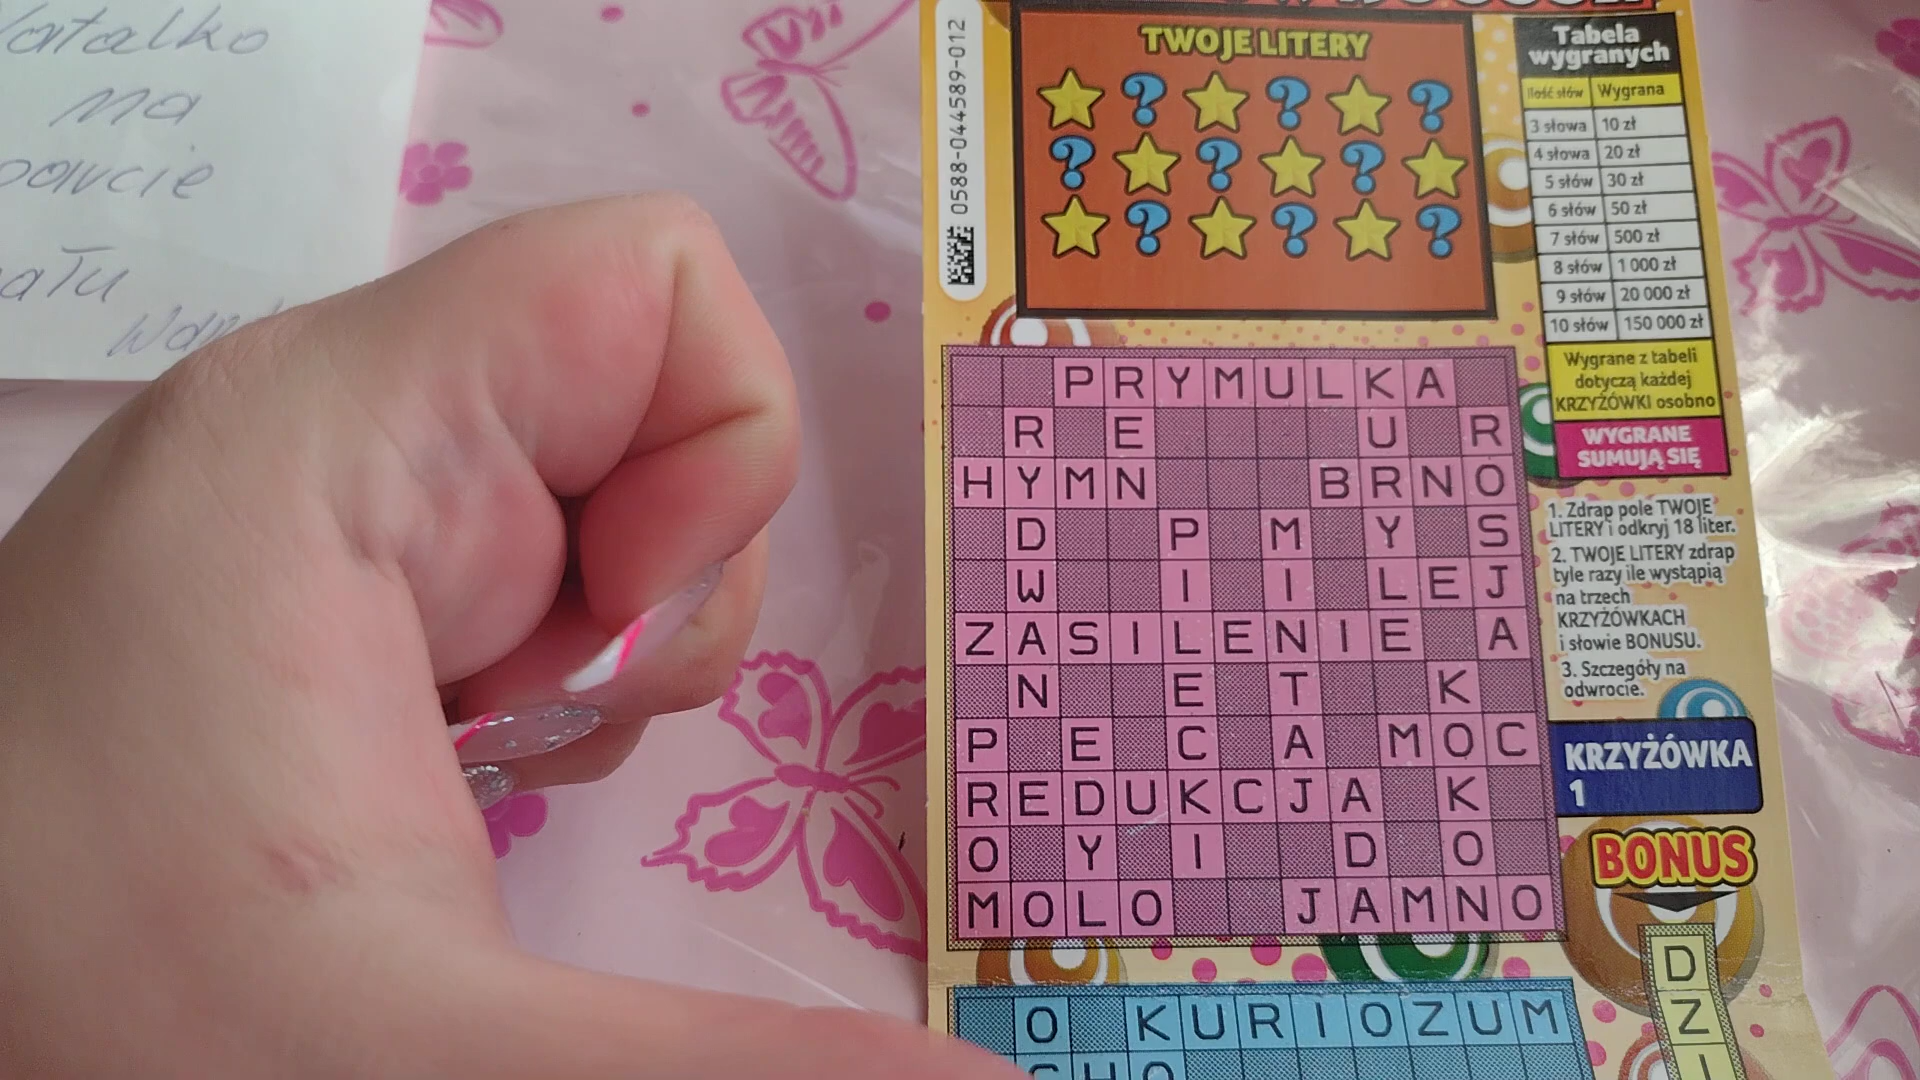 na
TWOJE LITERY
0588-044589-012
Tabela
wygranych
Ilość słów Wygrana
3 słowa 10 zł
4 słowa 20 zł
5 słów 30 zł
6 słów 50 zł
7 słów 500 zł
8 słów 1 000 zł
9 słów 20 000 zł
10 słów 150 000 zł
Wygrane z tabeli
dotyczą każdej
KRZYŻÓWKI osobno
WYGRANE
SUMUJĄ SIĘ
1. Zdrap pole TWOJE
LITERY i odkryj 18 liter.
2. TWOJE LITERY zdrap
tyle razy ile wystąpią
na trzech
KRZYŻÓWKACH
i słowie BONUSU.
3. Szczegóły na
odwrocie.
KRZYŻÓWKA
1
BONUS
PRYMULKA
R E U R
HYMN BRNO
D P M Y S
W I I LEJ
ZASILENIE A
N E T K
P E C A MOC
REDUKCJA K
O Y I D O
MOLO JAMNO
D
Z
I
O KURIOZUM